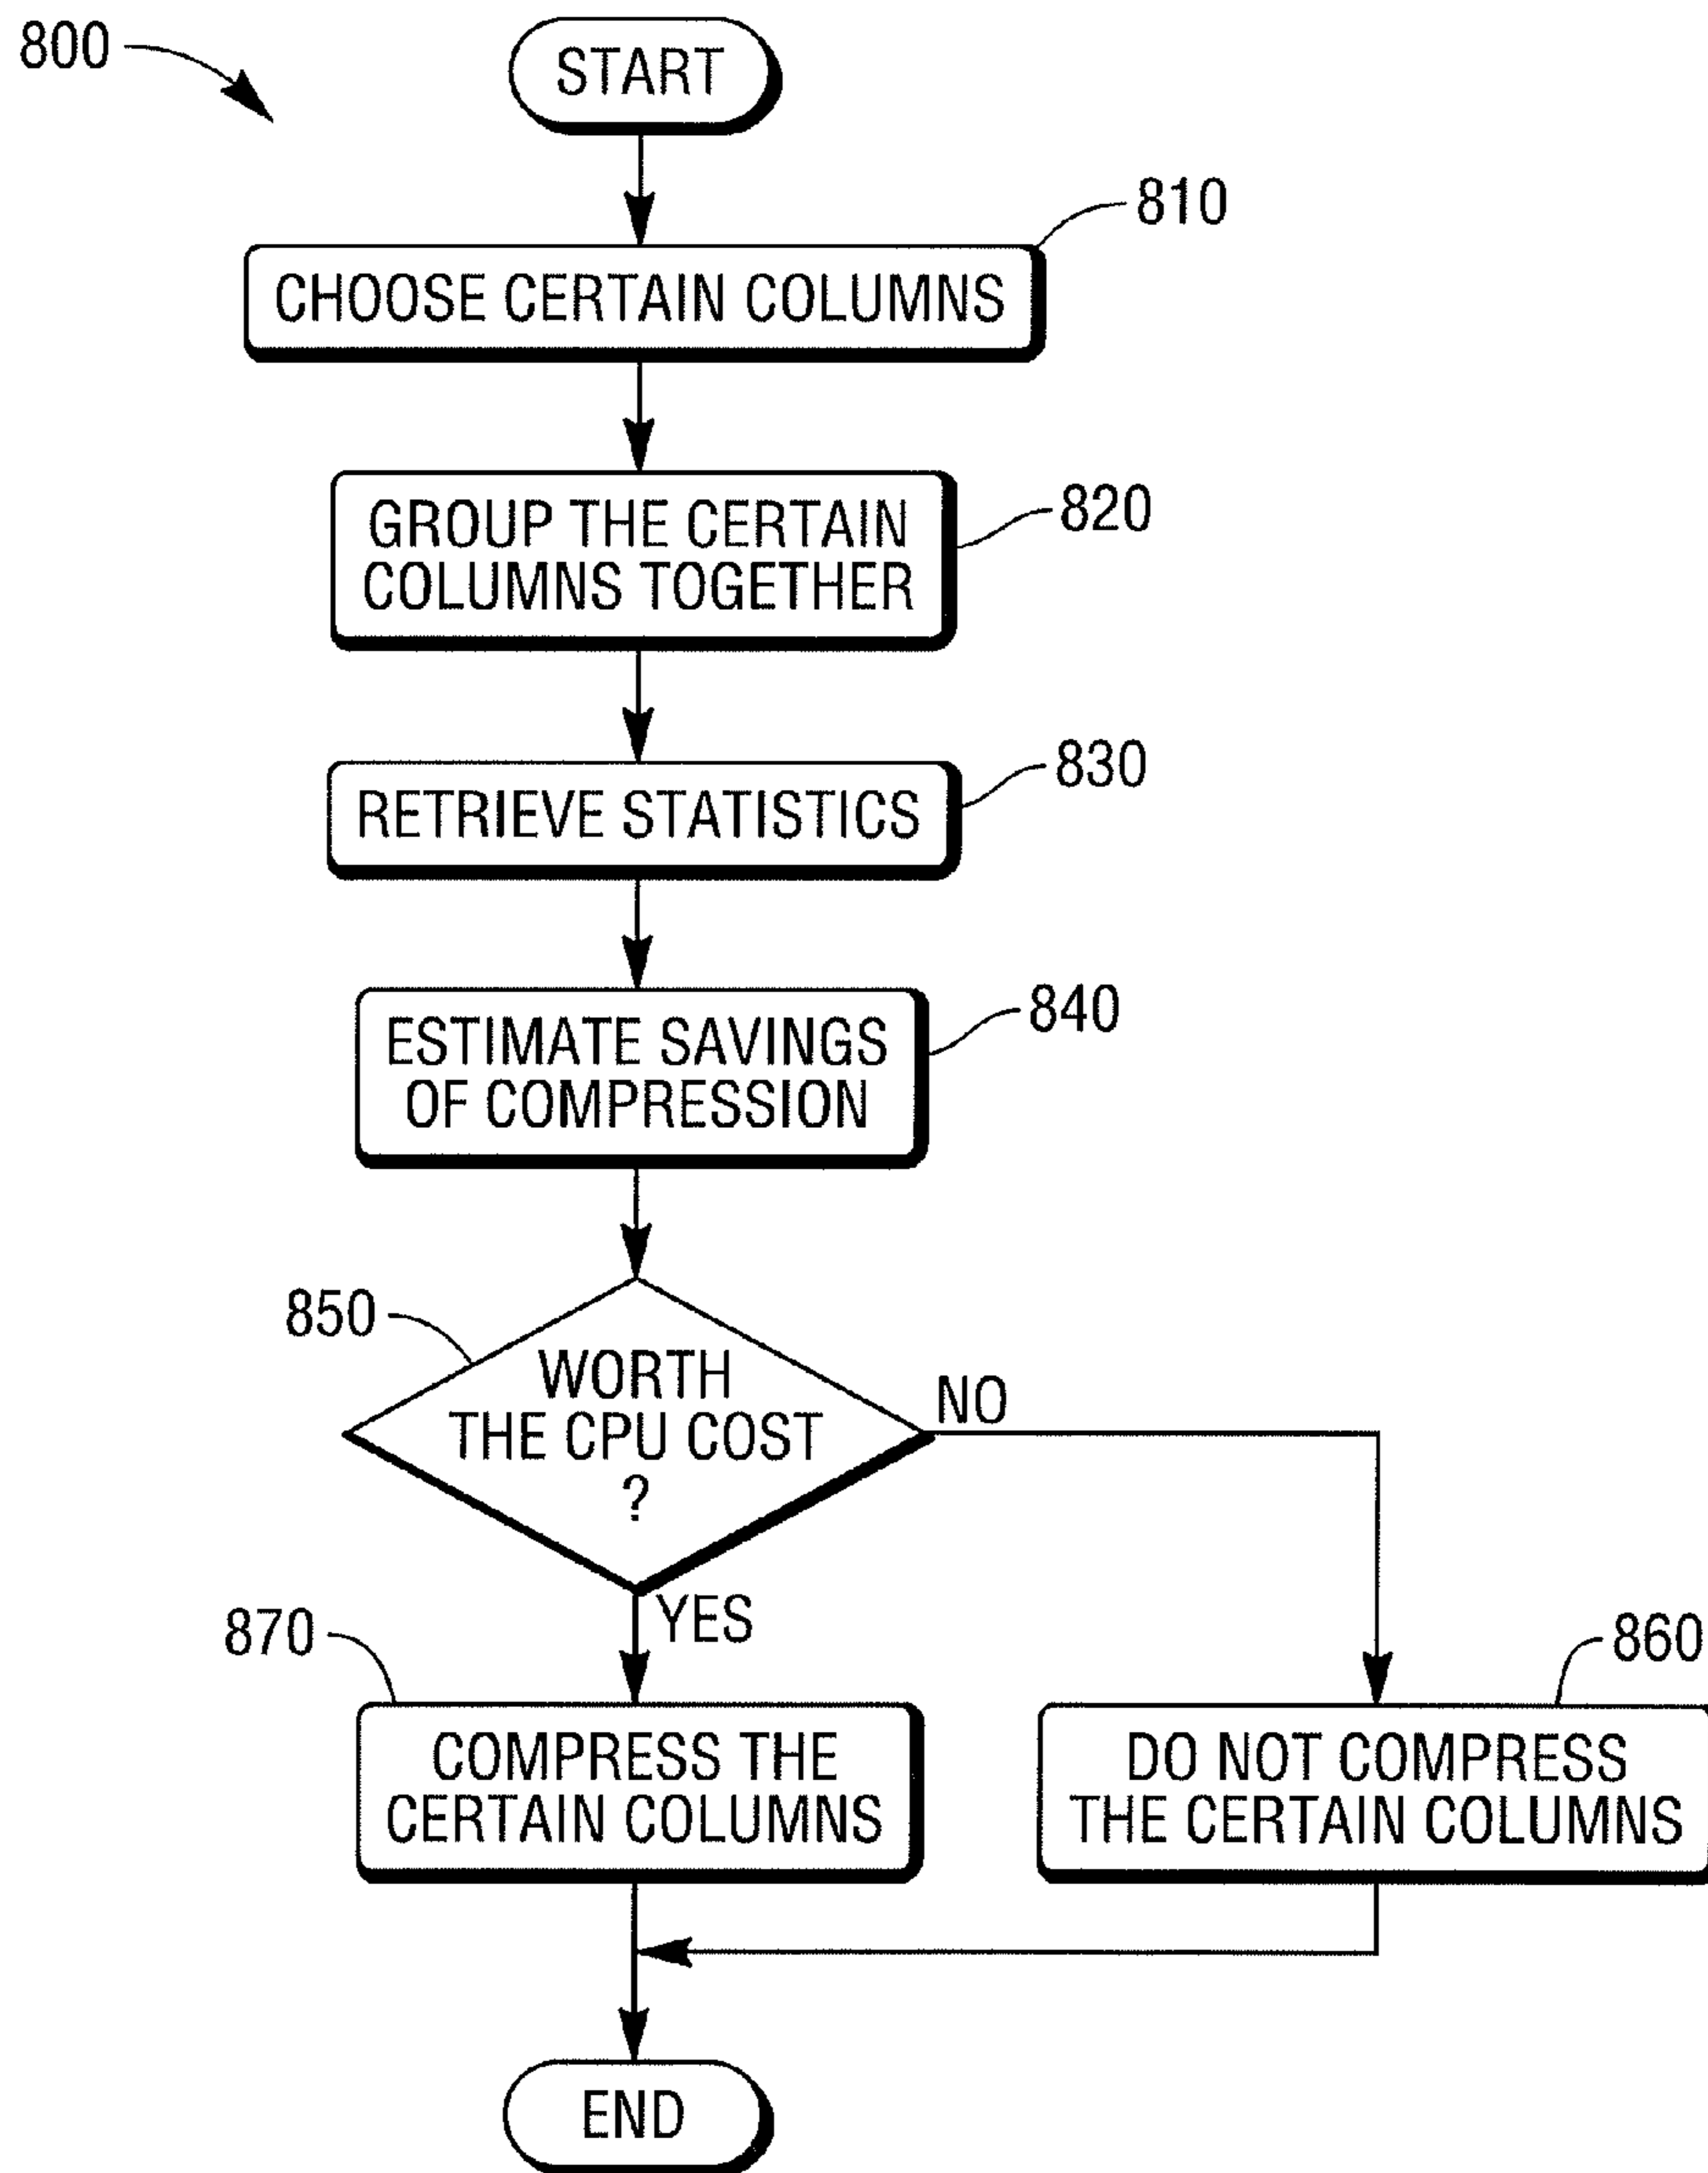 800
START
810
CHOOSE CERTAIN COLUMNS
820
GROUP THE CERTAIN
COLUMNS TOGETHER
830
RETRIEVE STATISTICS
840
ESTIMATE SAVINGS
OF COMPRESSION
850
WORTH
THE CPU COST
?
NO
YES
870
COMPRESS THE
CERTAIN COLUMNS
860
DO NOT COMPRESS
THE CERTAIN COLUMNS
END